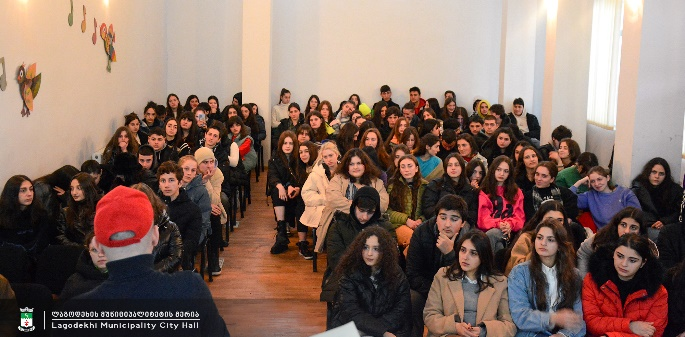 ᲚᲐᲒᲝᲓᲔᲮᲘᲡ ᲛᲣᲜᲘᲪᲘᲞᲐᲚᲘᲢᲔᲢᲘᲡ ᲛᲔᲠᲘᲐ
Lagodekhi Municipality City Hall